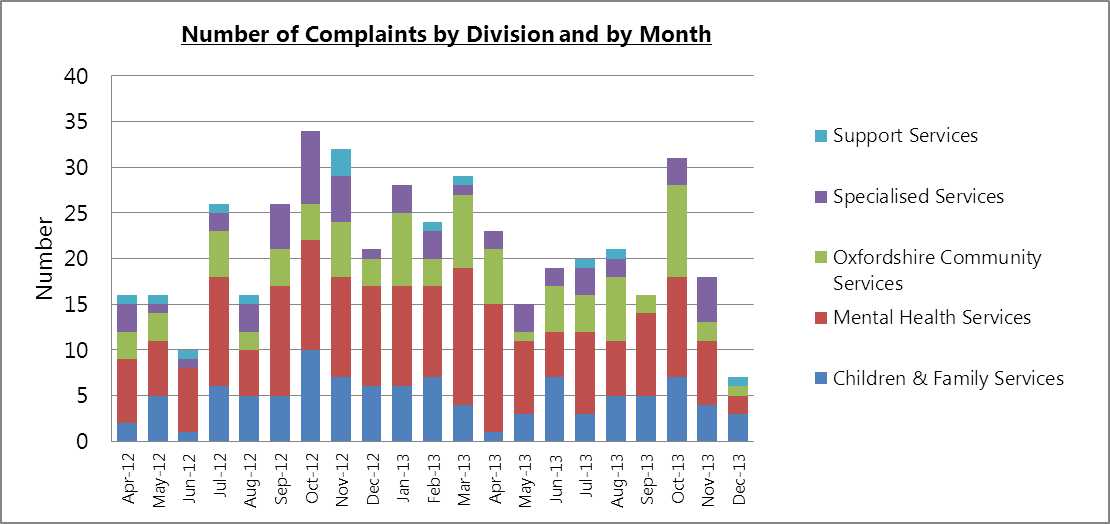 Number of Complaints by Division and by Month
Number
40
35
30
25
20
15
10
5
0
Apr-12
May-12
Jun-12
Jul-12
Aug-12
Sep-12
Oct-12
Nov-12
Dec-12
Jan-13
Feb-13
Mar-13
Apr-13
May-13
Jun-13
Jul-13
Aug-13
Sep-13
Oct-13
Nov-13
Dec-13
Support Services
Specialised Services
Oxfordshire Community
Services
Mental Health Services
Children & Family Services